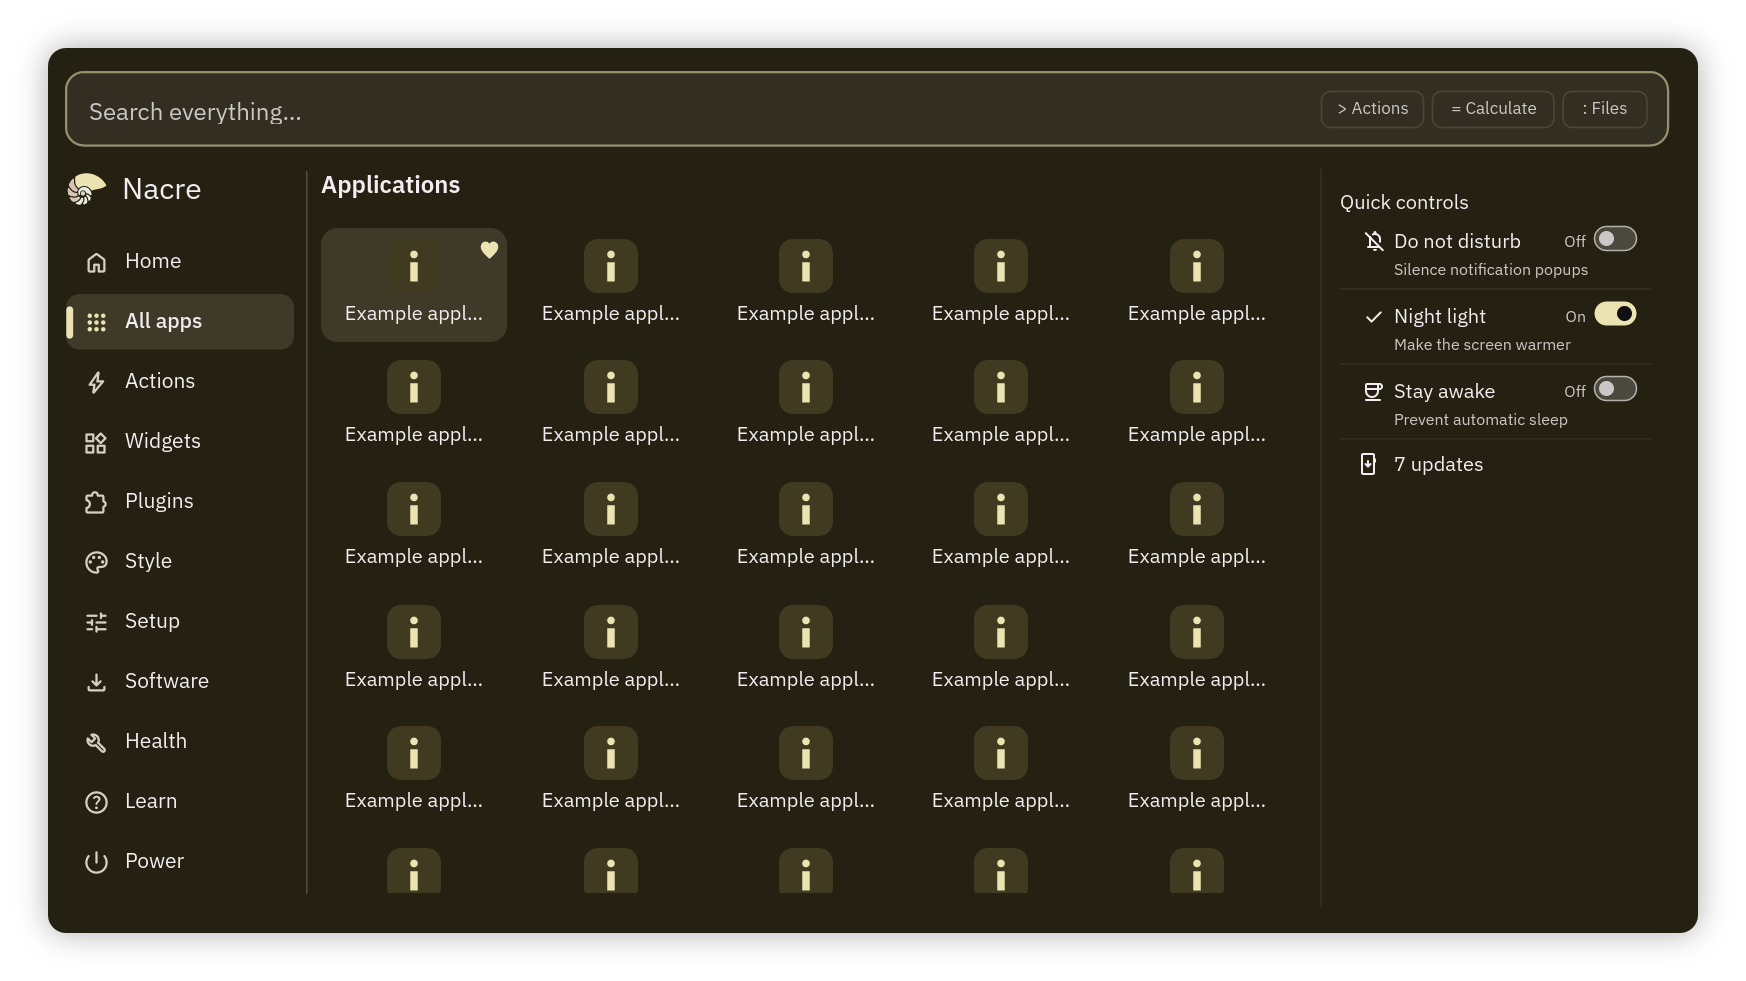 Search everything...
> Actions
= Calculate
: Files
Nacre
Home
All apps
Actions
Widgets
Plugins
Style
Setup
Software
Health
Learn
Power
Applications
Example appl... Example appl... Example appl... Example appl... Example appl...
Example appl... Example appl... Example appl... Example appl... Example appl...
Example appl... Example appl... Example appl... Example appl... Example appl...
Example appl... Example appl... Example appl... Example appl... Example appl...
Example appl... Example appl... Example appl... Example appl... Example appl...
Quick controls
Do not disturb Off
Silence notification popups
Night light On
Make the screen warmer
Stay awake Off
Prevent automatic sleep
7 updates